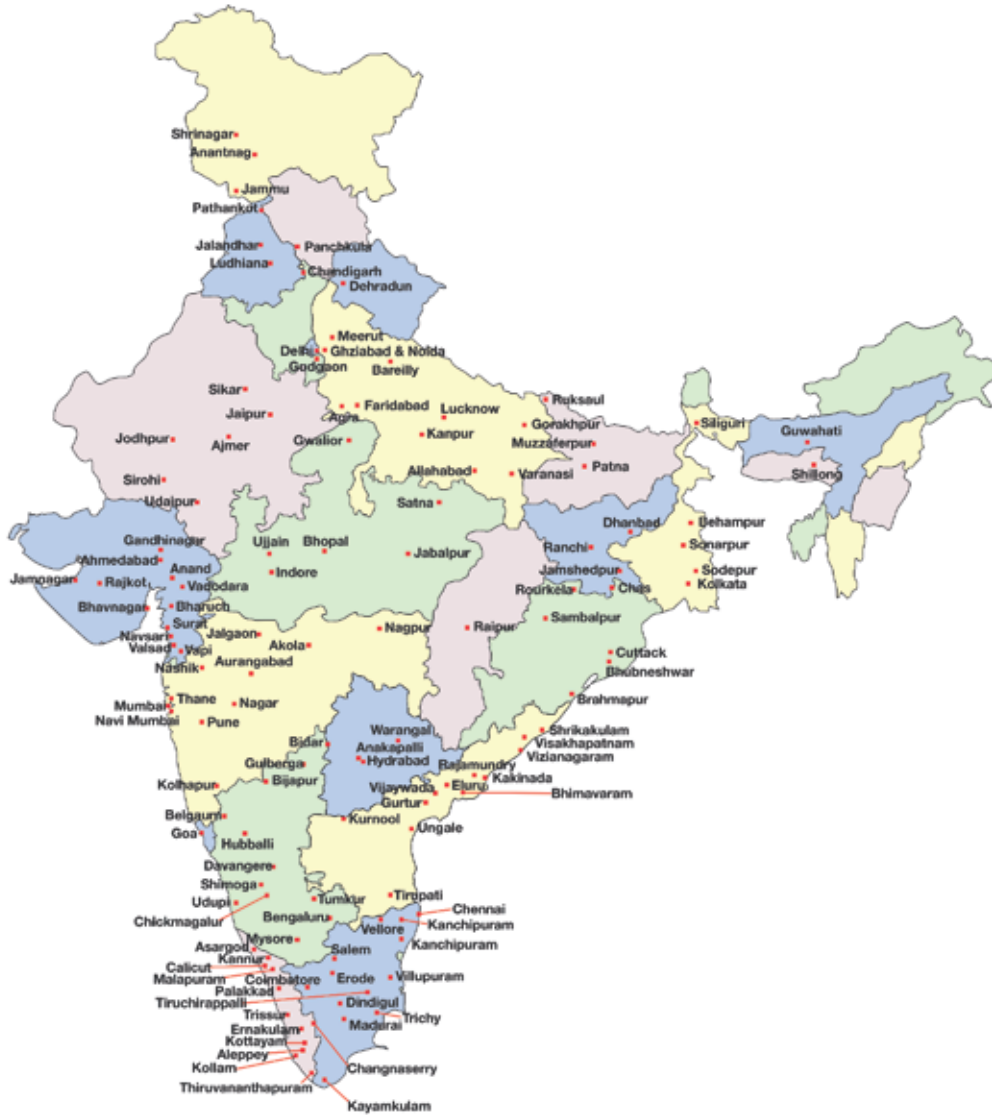 Shrinagar
Anantnag
Jammu
Pathankot
Jalandhar
Panchkula
Ludhiana
Chandigarh
Dehradun
Meerut
Delhi
Ghziabad & Noida
Godgaon
Bareilly
Sikar
Ruksaul
Faridabad
Jaipur
Agra
Lucknow
Siliguri
Gorakhpur
Jodhpur
Ajmer
Gwalior
Kanpur
Muzzaferpur
Guwahati
Patna
Allahabad
Varanasi
Shillong
Sirohi
Udaipur
Satna
Behampur
Dhanbad
Gandhinagar
Ujjain
Bhopal
Jabalpur
Ranchi
Sonarpur
Ahmedabad
Anand
Indore
Jamshedpur
Sodepur
Jamnagar
Rajkot
Vadodara
Rourkela
Chas
Kolkata
Bhavnagar
Bharuch
Sambalpur
Surat
Jalgaon
Nagpur
Raipur
Navsari
Akola
Valsad
Vapi
Cuttack
Nashik
Aurangabad
Bhubneshwar
Thane
Brahmapur
Mumbai
Nagar
Navi Mumbai
Pune
Warangal
Shrikakulam
Bidar
Anakapalli
Visakhapatnam
Gulberga
Hydrabad
Vizianagaram
Rajamundry
Kolhapur
Bijapur
Vijaywada
Eluru
Kakinada
Gurtur
Bhimavaram
Belgaum
Kurnool
Goa
Hubballi
Ungale
Davangere
Shimoga
Tirupati
Udupi
Tumkur
Chennai
Chickmagalur
Bengaluru
Vellore
Kanchipuram
Mysore
Kanchipuram
Asargod
Kannur
Salem
Calicut
Malapuram
Coimbatore
Erode
Villupuram
Palakkad
Tiruchirappalli
Dindigul
Trissur
Madurai
Trichy
Ernakulam
Kottayam
Aleppey
Kollam
Changnaserry
Thiruvananthapuram
Kayamkulam